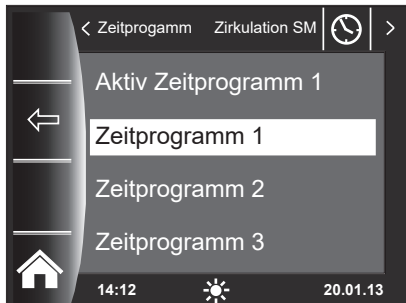 Zeitprogamm Zirkulation SM
Aktiv Zeitprogramm 1
Zeitprogramm 1
Zeitprogramm 2
Zeitprogramm 3
14:12 20.01.13